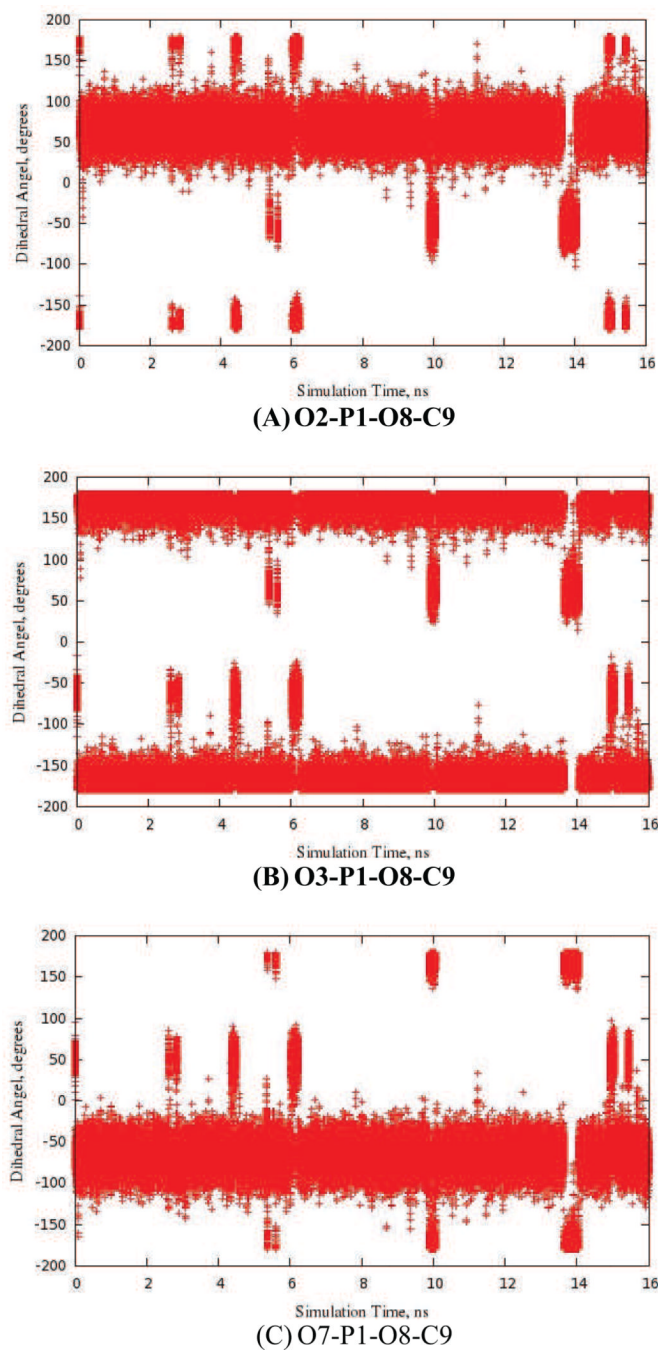 200
150
100
50
0
-50
-100
-150
-200
Dihedral Angel, degrees
0 2 4 6 8 10 12 14 16
Simulation Time, ns
(A) O2-P1-O8-C9
200
150
100
50
0
-50
-100
-150
-200
Dihedral Angel, degrees
0 2 4 6 8 10 12 14 16
Simulation Time, ns
(B) O3-P1-O8-C9
200
150
100
50
0
-50
-100
-150
-200
Dihedral Angel, degrees
0 2 4 6 8 10 12 14 16
Simulation Time, ns
(C) O7-P1-O8-C9